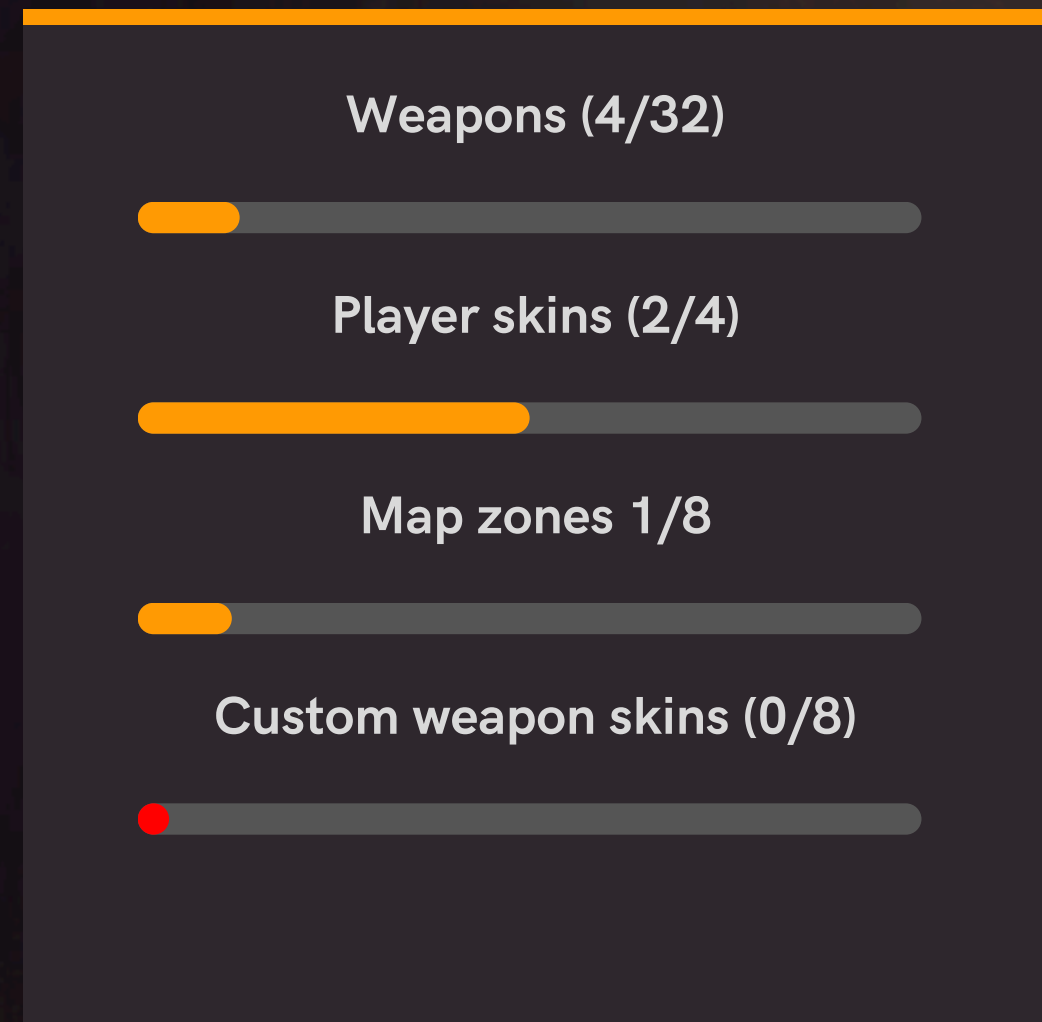 Weapons (4/32)
Player skins (2/4)
Map zones 1/8
Custom weapon skins (0/8)